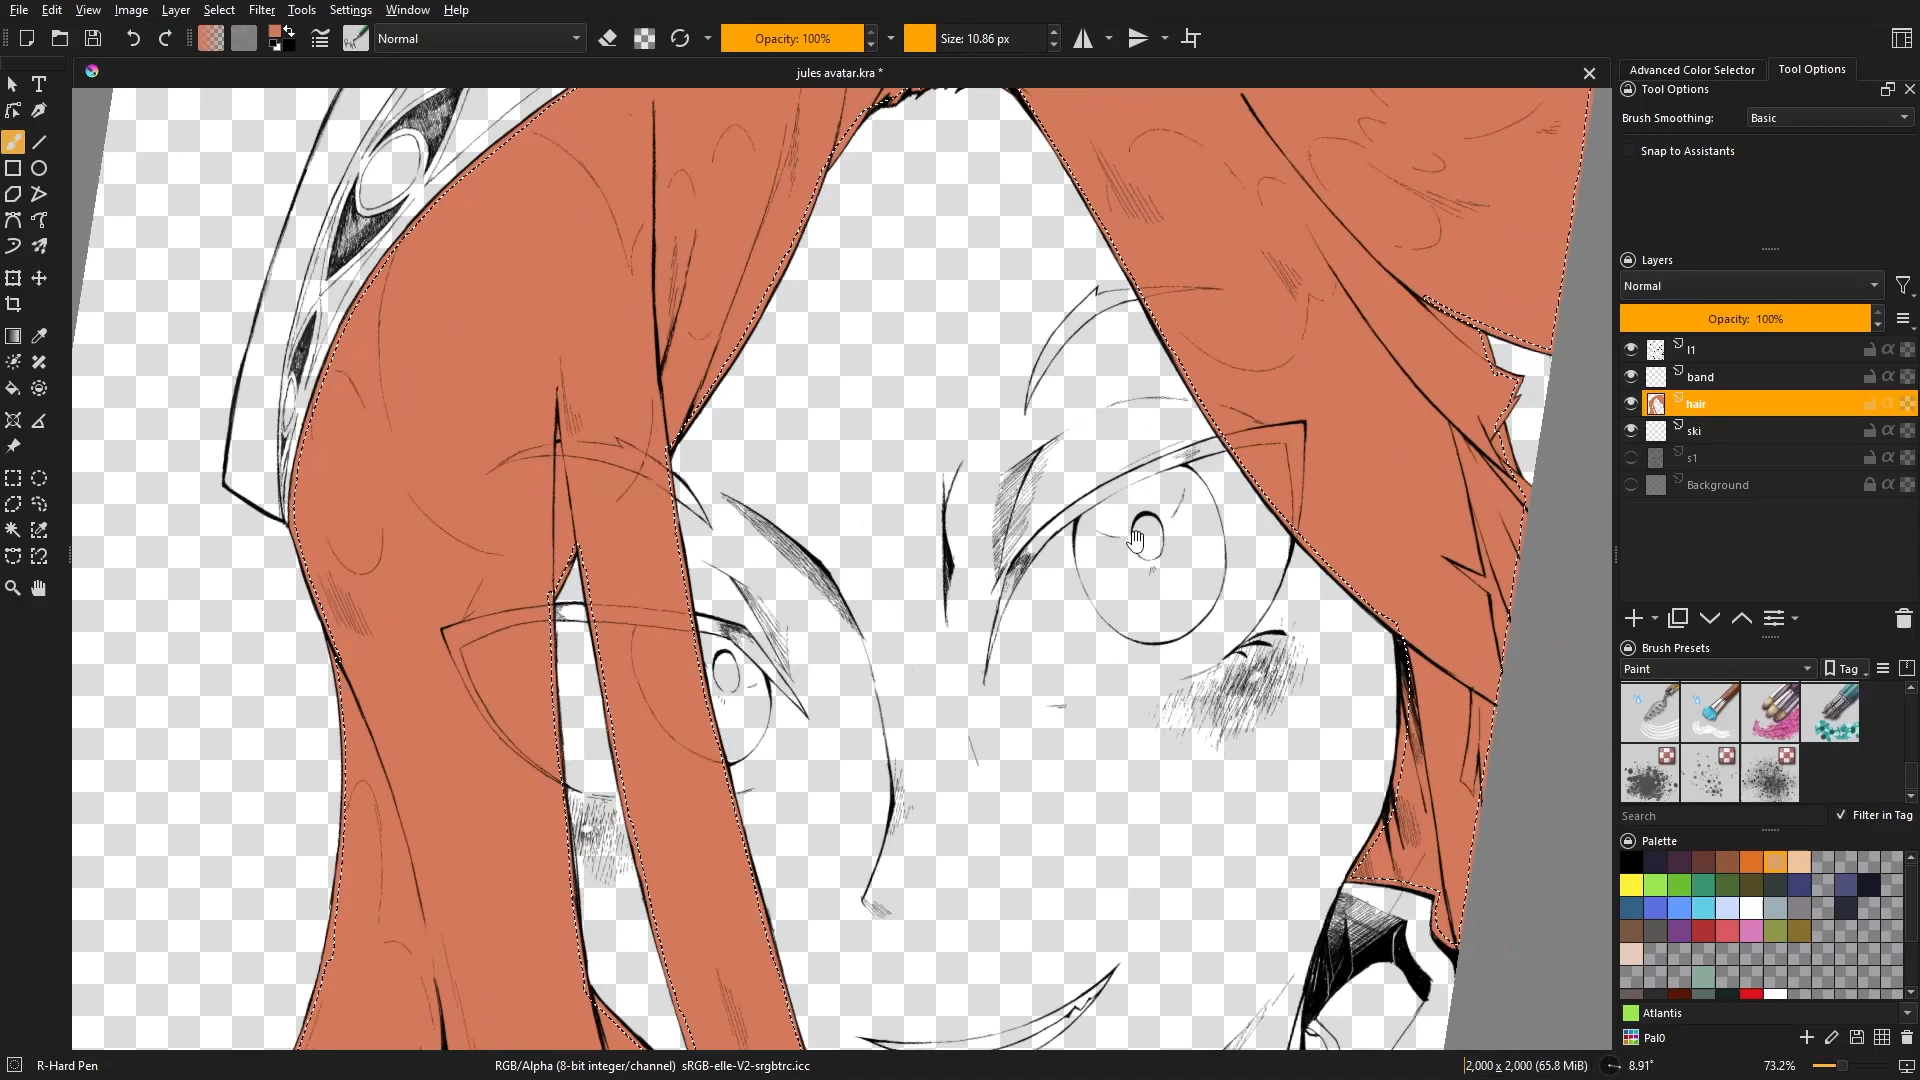 File Edit View Image Layer Select Filter Tools Settings Window Help
Normal Opacity: 100% Size: 10.86 px
jules avatar.kra *
Advanced Color Selector Tool Options
Tool Options
Brush Smoothing: Basic
Snap to Assistants
Layers
Normal
Opacity: 100%
l1
band
hair
ski
s1
Background
Brush Presets
Paint Tag
Search Filter in Tag
Palette
Atlantis
Pal0
R-Hard Pen RGB/Alpha (8-bit integer/channel) sRGB-elle-V2-srgbtrc.icc 2,000 x 2,000 (65.8 MiB) 8.91° 73.2%